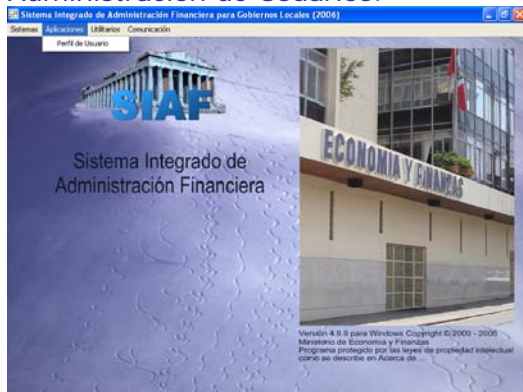 Administración de Usuarios.
Sistema Integrado de Administración Financiera para Gobiernos Locales (2006)
Sistemas Aplicaciones Utilitarios Comunicación
Perfil de Usuario
SIAF
Sistema Integrado de
Administración Financiera
ECONOMIA Y FINANZAS
Versión 4.9.9 para Windows Copyright © 2000 - 2006
Ministerio de Economía y Finanzas
Programa protegido por las leyes de propiedad intelectual
como se describe en Acerca de ...